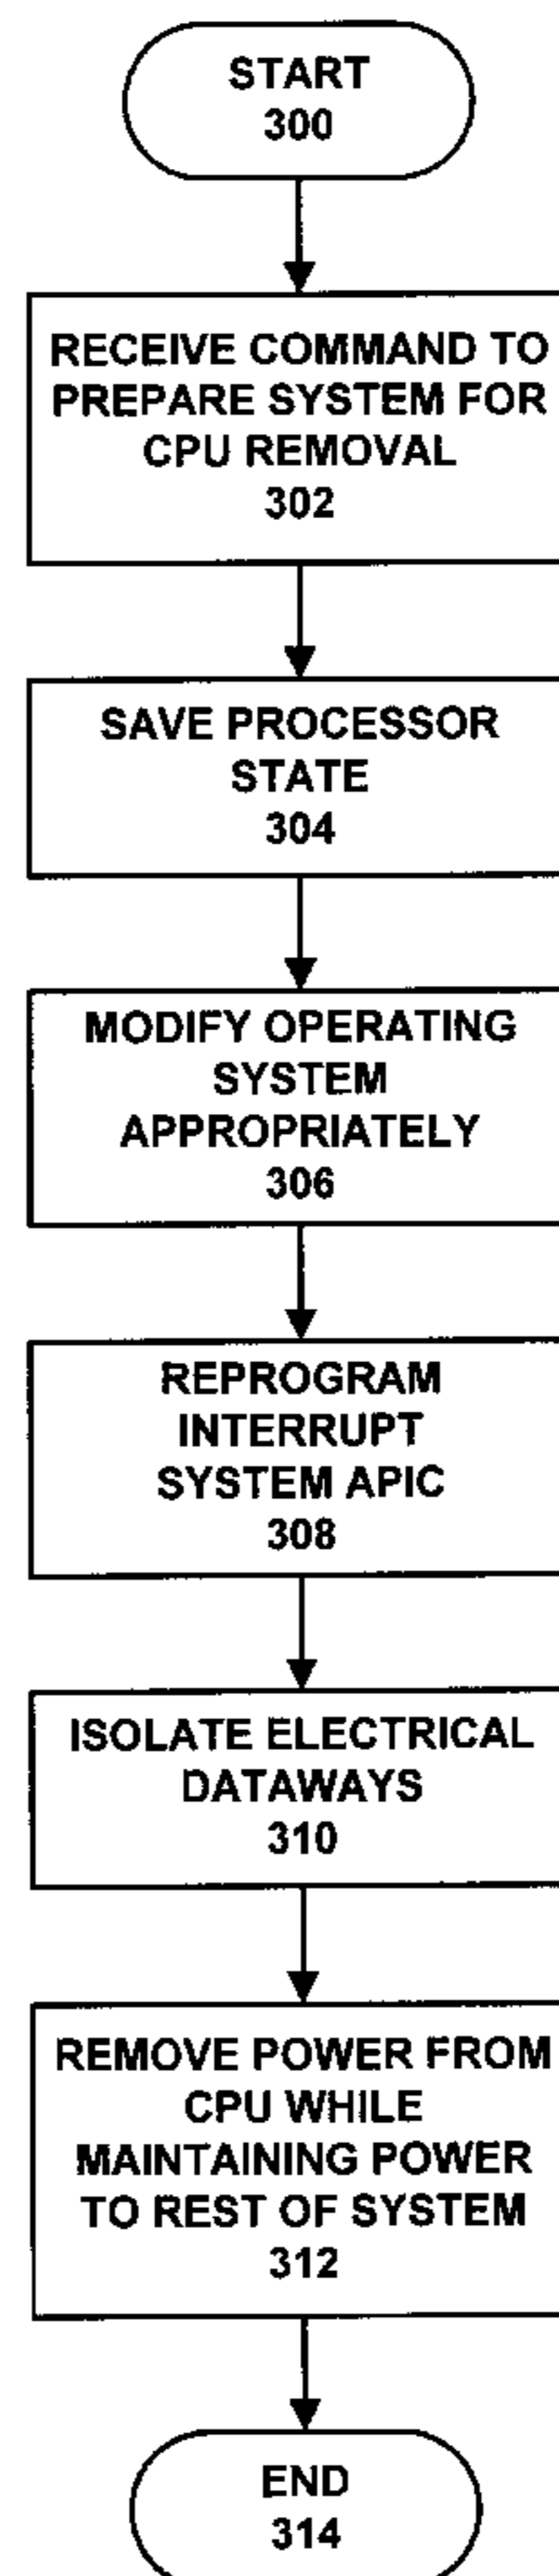 START
300
RECEIVE COMMAND TO
PREPARE SYSTEM FOR
CPU REMOVAL
302
SAVE PROCESSOR
STATE
304
MODIFY OPERATING
SYSTEM
APPROPRIATELY
306
REPROGRAM
INTERRUPT
SYSTEM APIC
308
ISOLATE ELECTRICAL
DATAWAYS
310
REMOVE POWER FROM
CPU WHILE
MAINTAINING POWER
TO REST OF SYSTEM
312
END
314